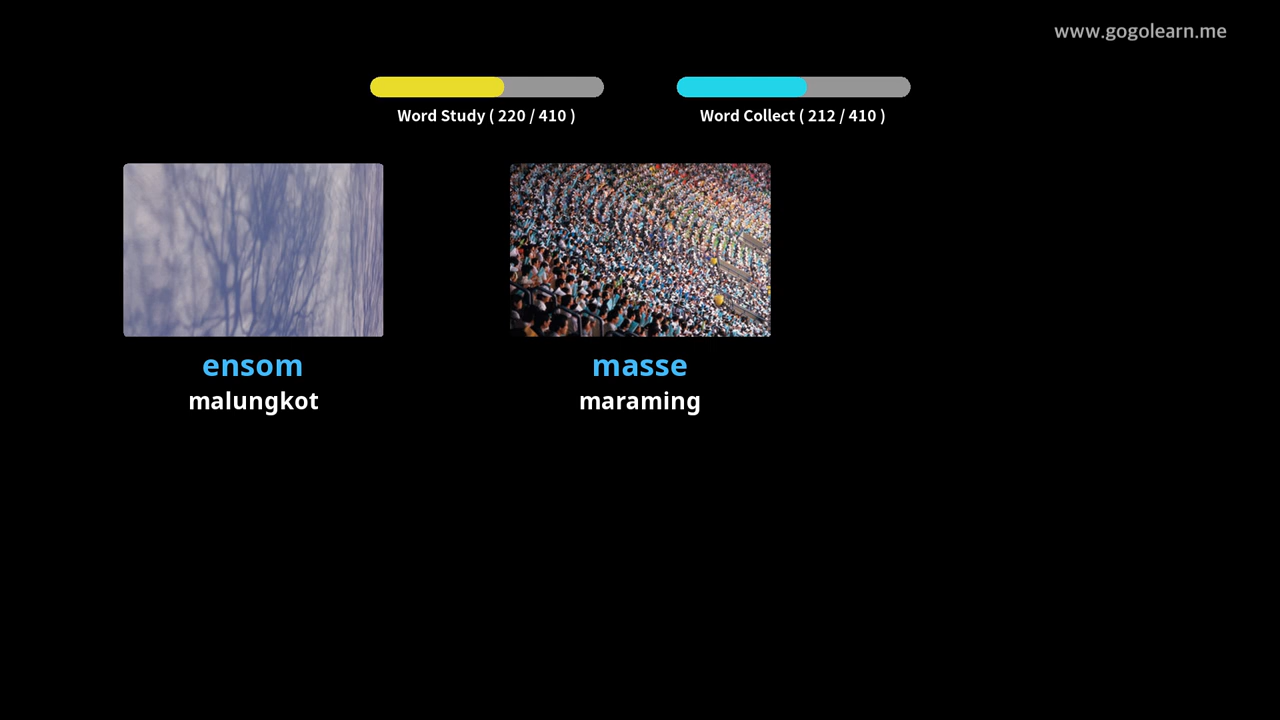 www.gogolearn.me
Word Study ( 220 / 410 )
Word Collect ( 212 / 410 )
ensom
malungkot
masse
maraming